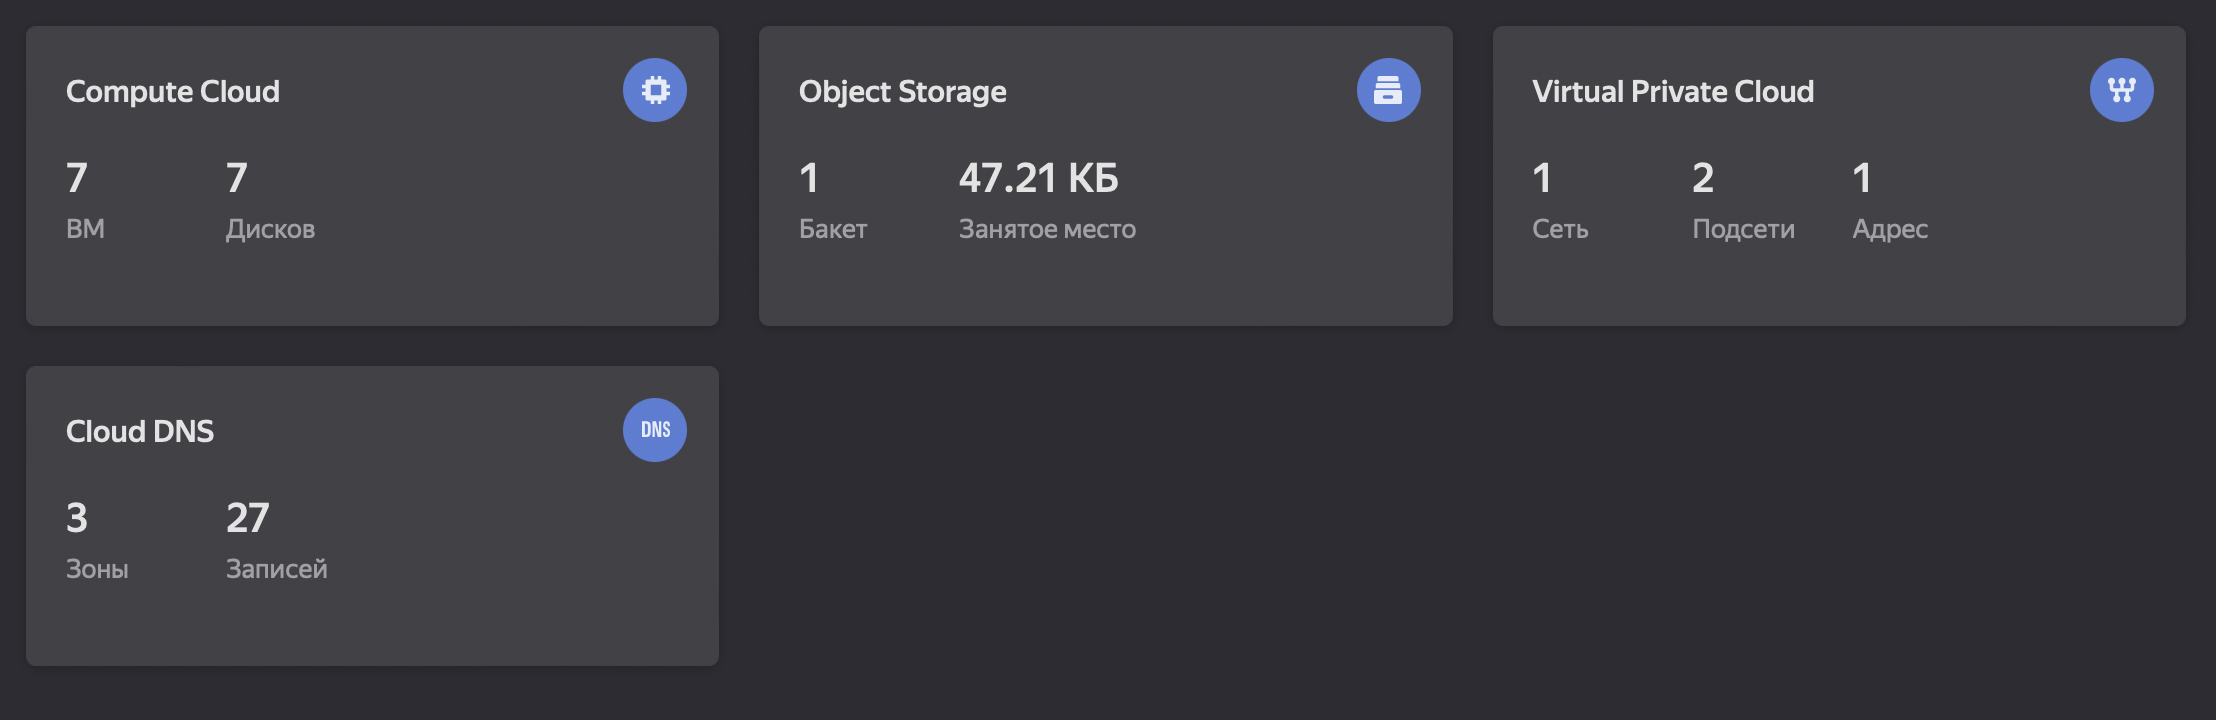 Compute Cloud
7 7
ВМ Дисков
Object Storage
1 47.21 КБ
Бакет Занятое место
Virtual Private Cloud
1 2 1
Сеть Подсети Адрес
Cloud DNS
DNS
3 27
Зоны Записей